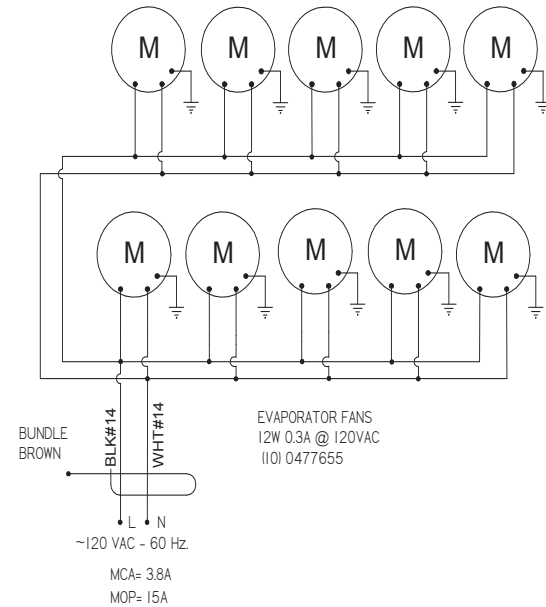 M M M M M
M M M M M
BLK#14
WHT#14
BUNDLE
BROWN
EVAPORATOR FANS
12W 0.3A @ 120VAC
(10) 0477655
L N
~120 VAC - 60 Hz.
MCA= 3.8A
MOP= 15A